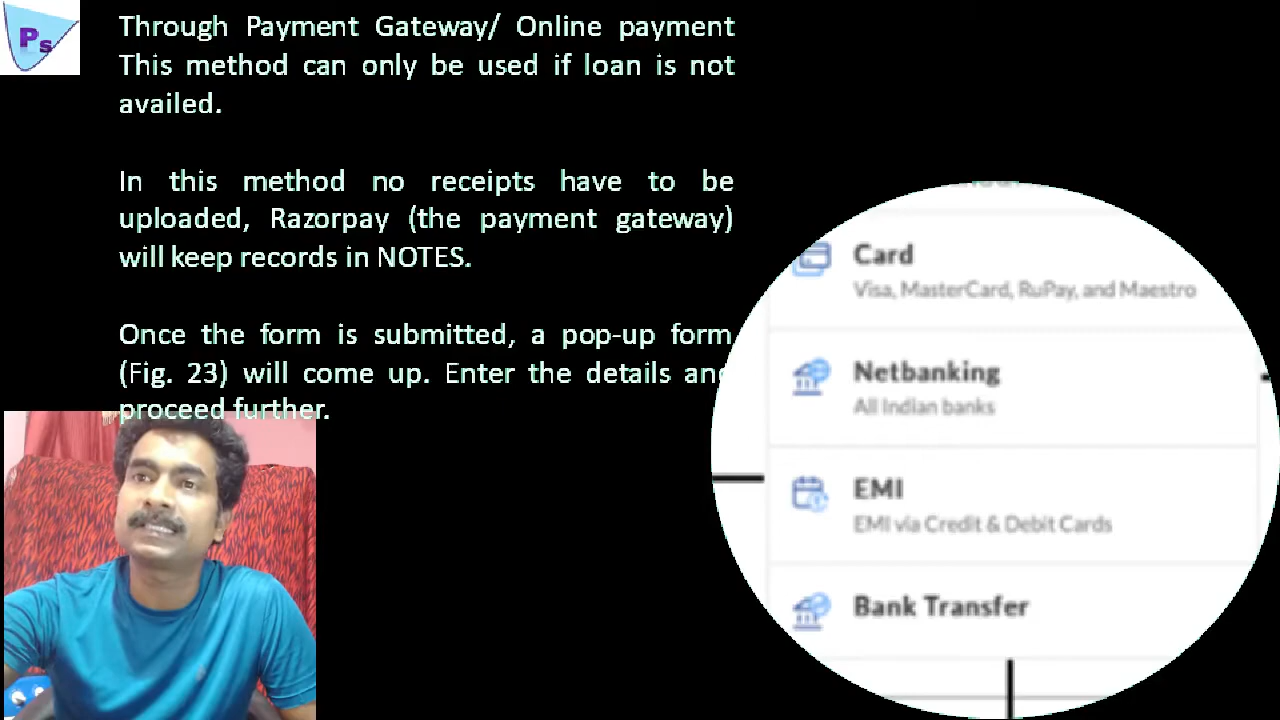 Ps
Through Payment Gateway/ Online payment
This method can only be used if loan is not
availed.
In this method no receipts have to be
uploaded, Razorpay (the payment gateway)
will keep records in NOTES.
Once the form is submitted, a pop-up form
(Fig. 23) will come up. Enter the details and
proceed further.
Card
Visa, MasterCard, RuPay, and Maestro
Netbanking
All Indian banks
EMI
EMI via Credit & Debit Cards
Bank Transfer